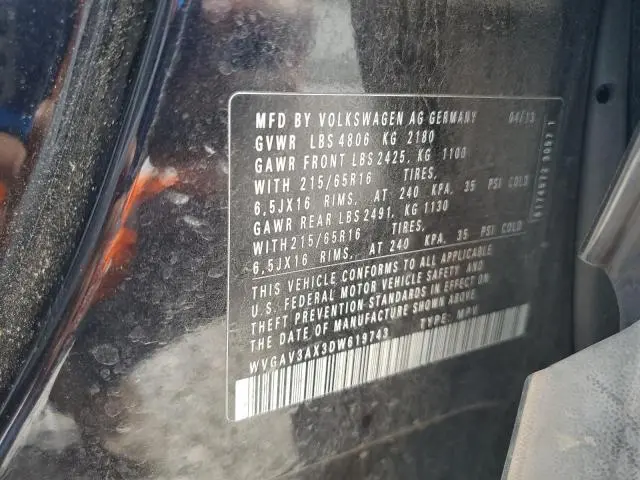 MFD BY VOLKSWAGEN AG GERMANY 04/13
GVWR LBS 4806 KG 2180
GAWR FRONT LBS 2425, KG 1100
WITH 215/65R16 TIRES,
6,5JX16 RIMS, AT 240 KPA, 35 PSI COLD
GAWR REAR LBS 2491, KG 1130
WITH 215/65R16 TIRES,
6,5JX16 RIMS, AT 240 KPA, 35 PSI COLD
THIS VEHICLE CONFORMS TO ALL APPLICABLE
U.S. FEDERAL MOTOR VEHICLE SAFETY AND
THEFT PREVENTION STANDARDS IN EFFECT ON
THE DATE OF MANUFACTURE SHOWN ABOVE.
WVGAV3AX3DW619743 TYPE: MPV